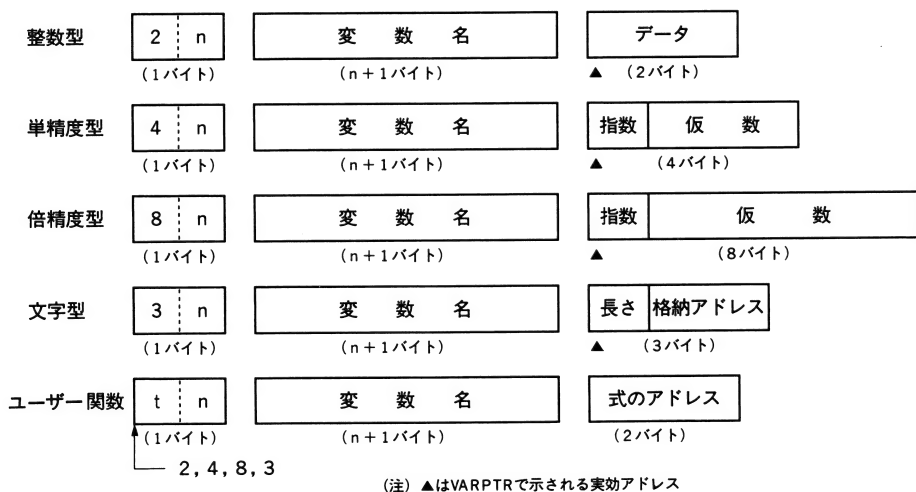 整数型 2 n 変数名 データ
(1バイト) (n+1バイト) ▲ (2バイト)
単精度型 4 n 変数名 指数 仮数
(1バイト) (n+1バイト) ▲ (4バイト)
倍精度型 8 n 変数名 指数 仮数
(1バイト) (n+1バイト) ▲ (8バイト)
文字型 3 n 変数名 長さ 格納アドレス
(1バイト) (n+1バイト) ▲ (3バイト)
ユーザー関数 t n 変数名 式のアドレス
(1バイト) (n+1バイト) (2バイト)
2, 4, 8, 3
(注) ▲はVARPTRで示される実効アドレス